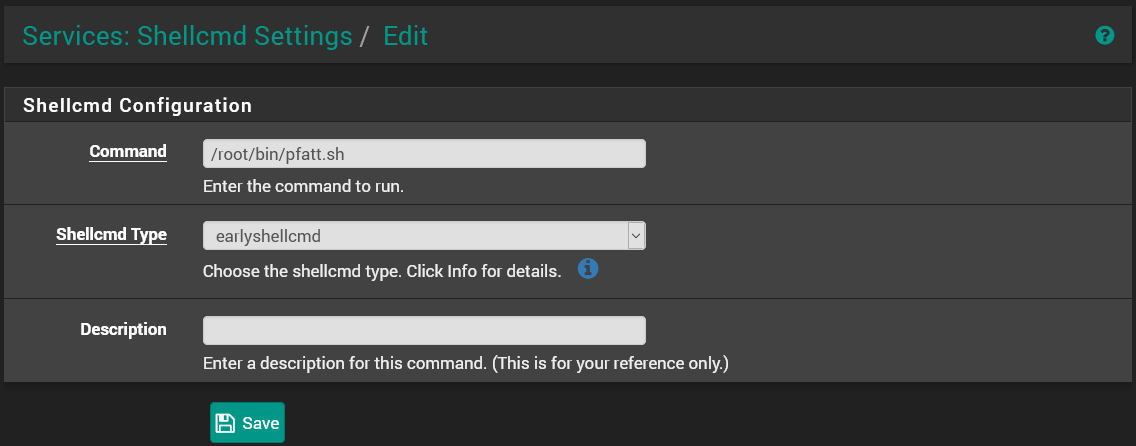 Services: Shellcmd Settings / Edit
Shellcmd Configuration
Command
/root/bin/pfatt.sh
Enter the command to run.
Shellcmd Type
earlyshellcmd
Choose the shellcmd type. Click Info for details.
Description
Enter a description for this command. (This is for your reference only.)
Save